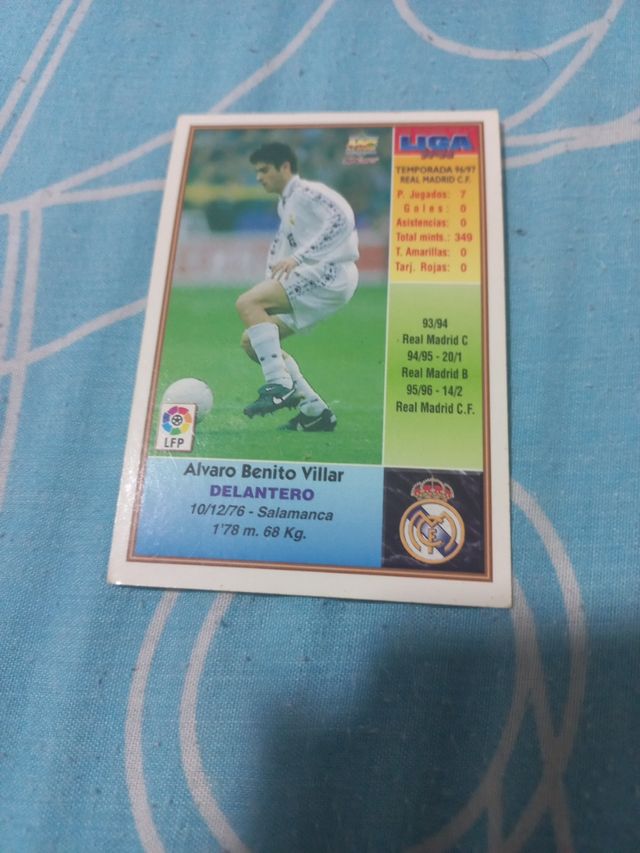 LIGA
97-98
TEMPORADA 96/97
REAL MADRID C.F.
P. Jugados: 7
Goles: 0
Asistencias: 0
Total mints.: 349
T. Amarillas: 0
Tarj. Rojas: 0
93/94
Real Madrid C
94/95 - 20/1
Real Madrid B
95/96 - 14/2
Real Madrid C.F.
LFP
Alvaro Benito Villar
DELANTERO
10/12/76 - Salamanca
1'78 m. 68 Kg.